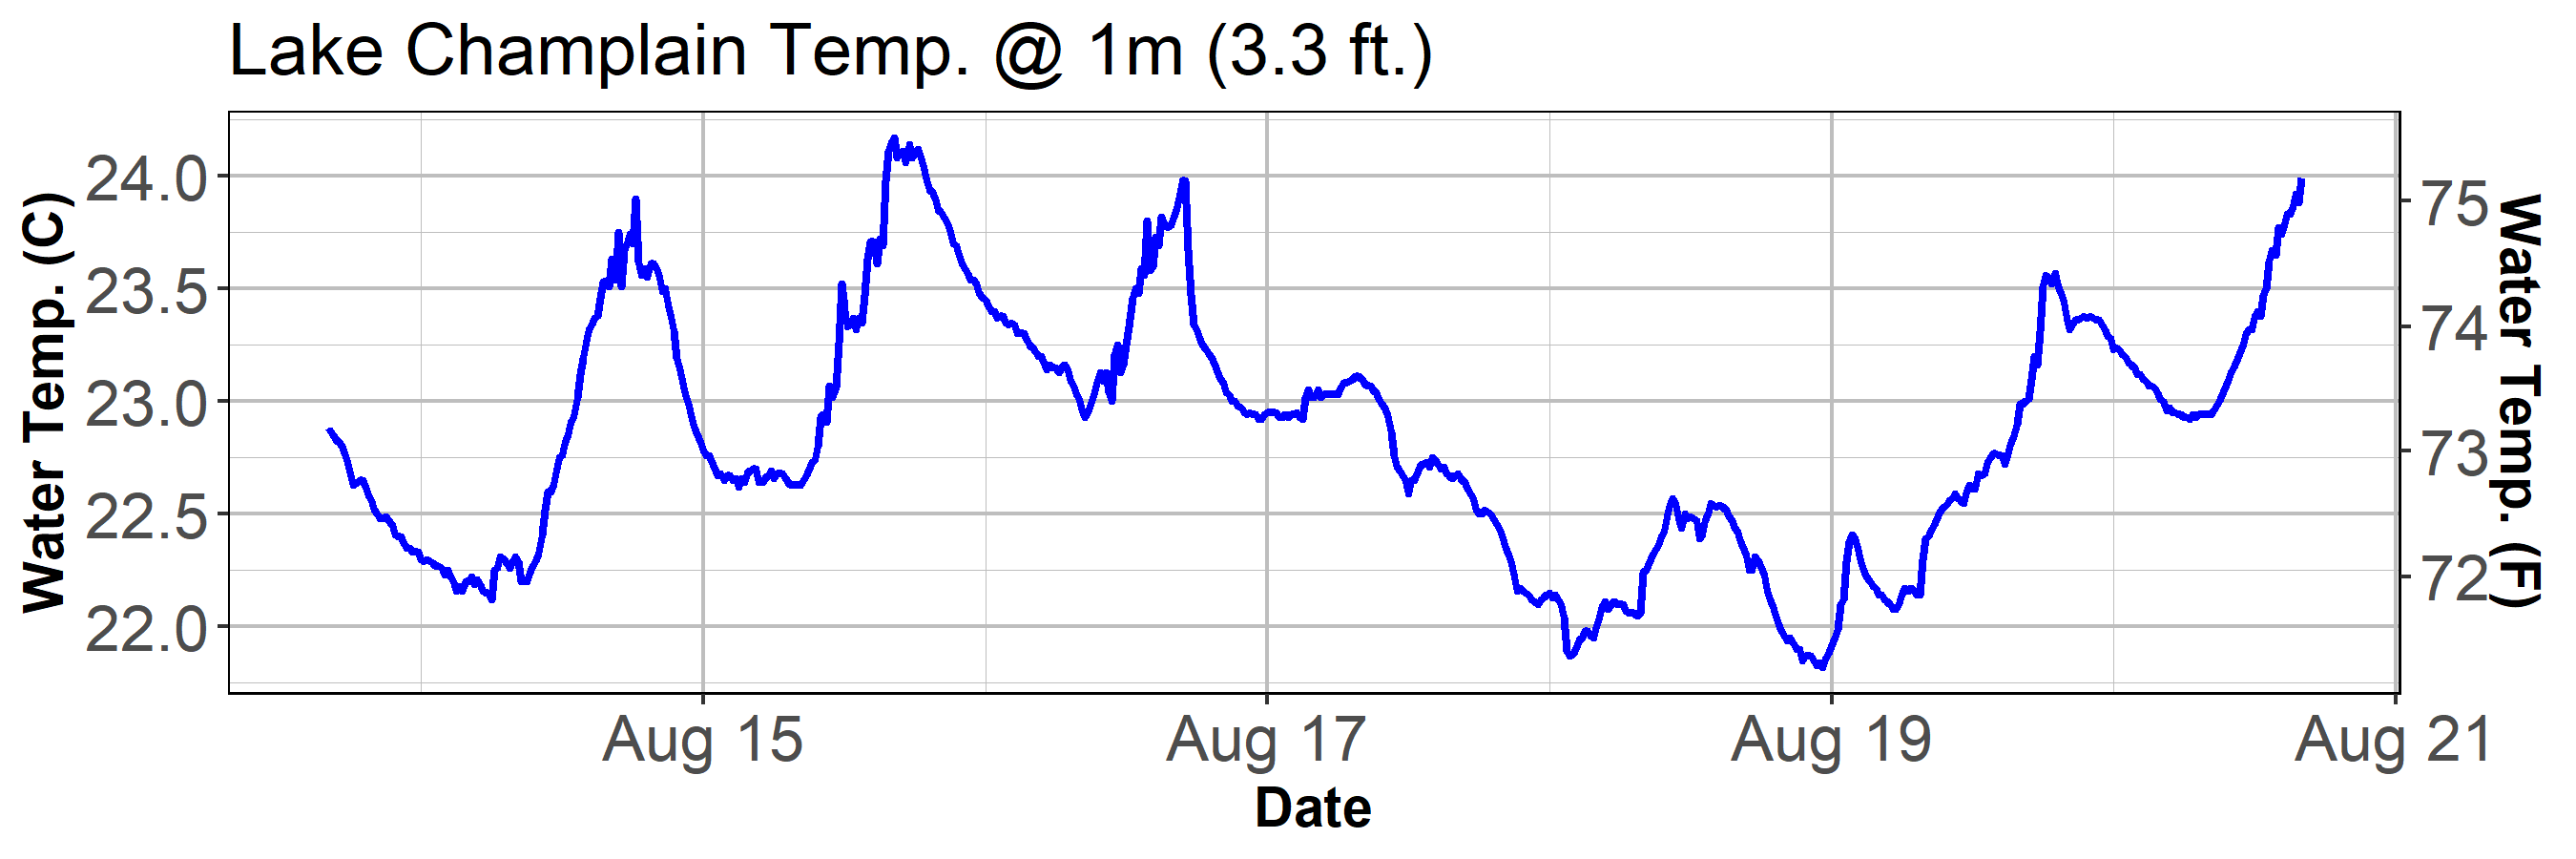 Lake Champlain Temp. @ 1m (3.3 ft.)
Water Temp. (C)
24.0
23.5
23.0
22.5
22.0
75
74
73
72
Water Temp. (F)
Aug 15
Aug 17
Aug 19
Aug 21
Date